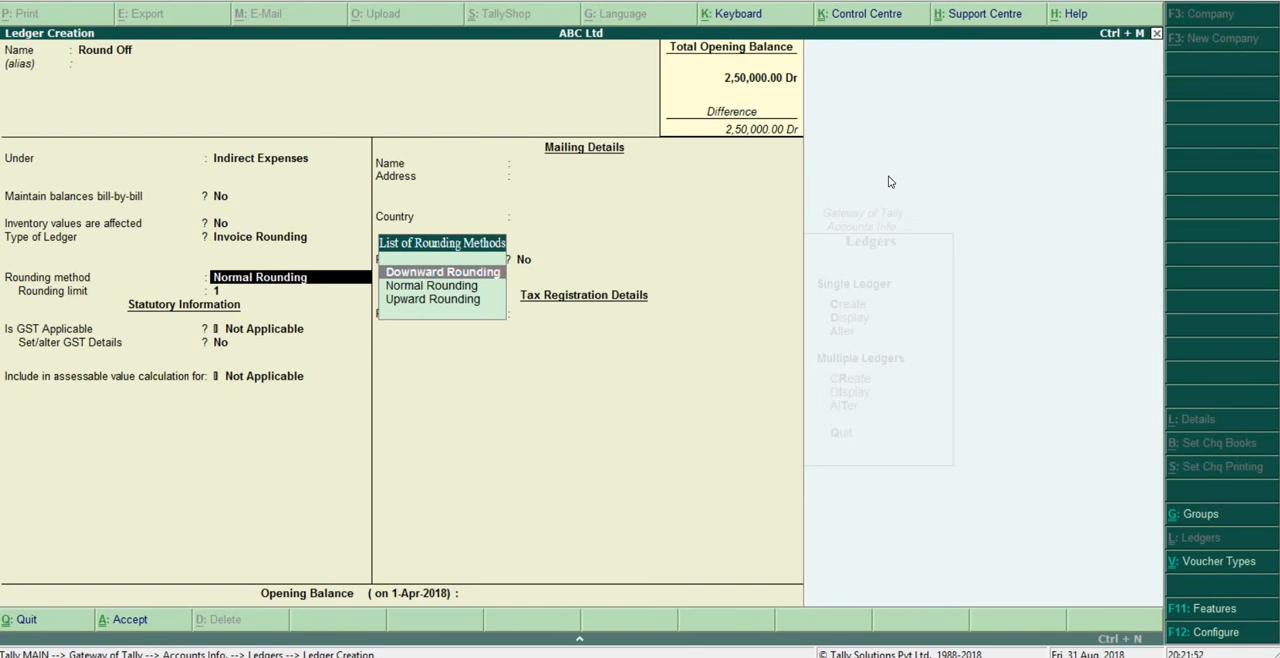 P: Print E: Export M: E-Mail O: Upload S: TallyShop G: Language K: Keyboard K: Control Centre H: Support Centre H: Help F3: Company
Ledger Creation ABC Ltd Ctrl + M
F3: New Company
Name : Round Off
(alias) :
Total Opening Balance
2,50,000.00 Dr
Difference
2,50,000.00 Dr
Under : Indirect Expenses
Maintain balances bill-by-bill ? No
Inventory values are affected ? No
Type of Ledger ? Invoice Rounding
Rounding method : Normal Rounding
Rounding limit : 1
Statutory Information
Is GST Applicable ? Not Applicable
Set/alter GST Details ? No
Include in assessable value calculation for: Not Applicable
Mailing Details
Name :
Address :
Country :
List of Rounding Methods
? No
Downward Rounding
Normal Rounding
Upward Rounding
Tax Registration Details
:
Gateway of Tally ...
Accounts Info. ...
Ledgers
Single Ledger
Create
Display
Alter
Multiple Ledgers
CReate
DIsplay
AlTer
Quit
L: Details
B: Set Chq Books
S: Set Chq Printing
G: Groups
L: Ledgers
V: Voucher Types
F11: Features
F12: Configure
Opening Balance ( on 1-Apr-2018) :
Q: Quit A: Accept D: Delete
Ctrl + N
Tally MAIN --> Gateway of Tally --> Accounts Info. --> Ledgers --> Ledger Creation © Tally Solutions Pvt Ltd., 1988-2018 Fri, 31 Aug, 2018 20:21:52